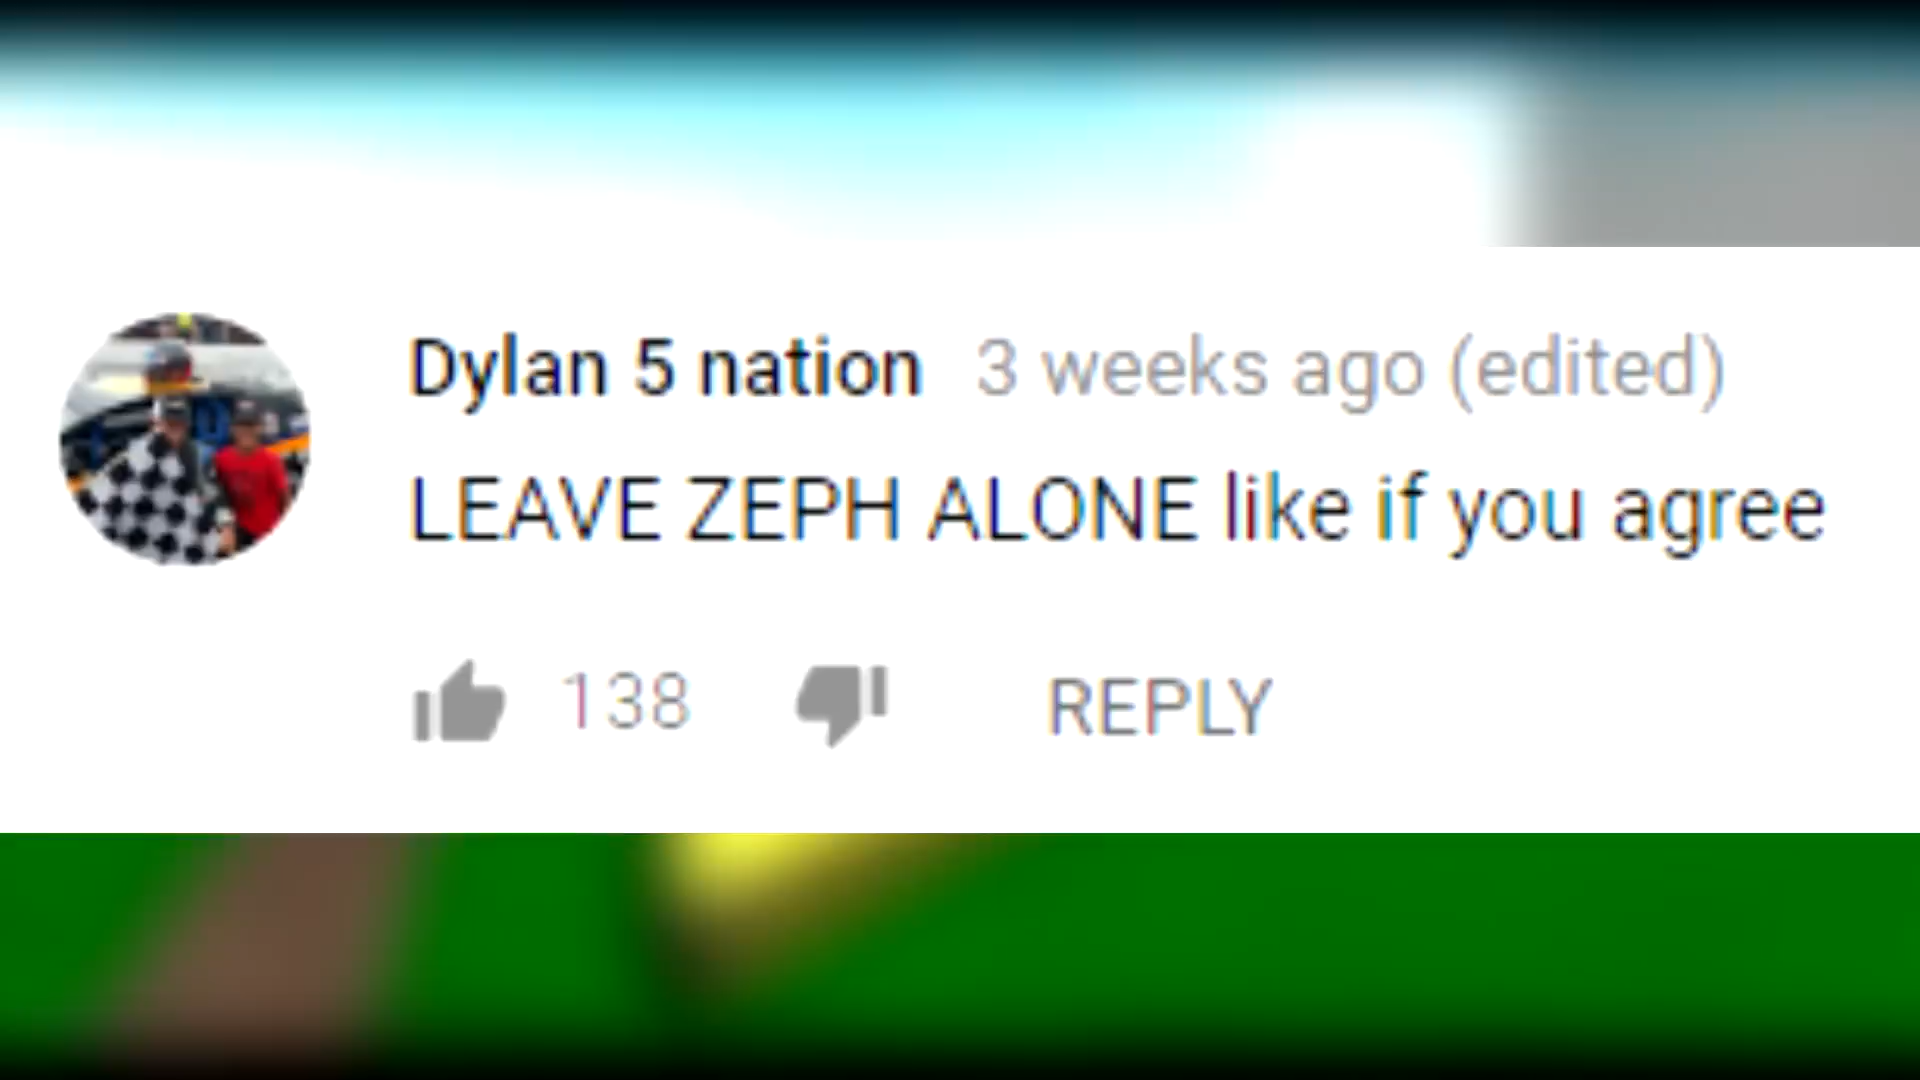 Dylan 5 nation 3 weeks ago (edited)
LEAVE ZEPH ALONE like if you agree
138 REPLY